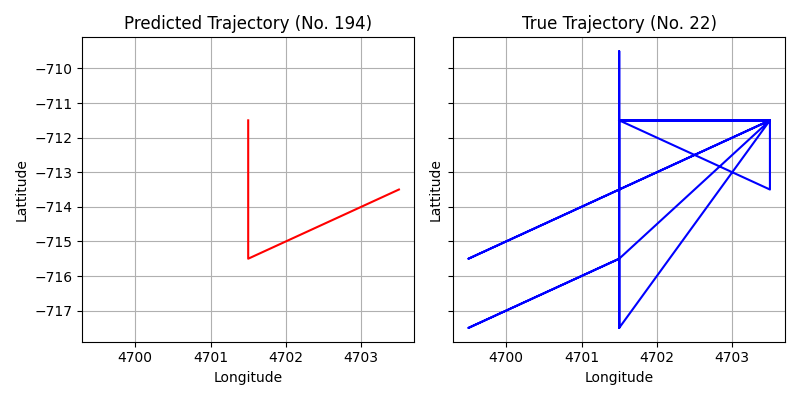 Predicted Trajectory (No. 194)
True Trajectory (No. 22)
Lattitude
−710
−711
−712
−713
−714
−715
−716
−717
Lattitude
4700
4701
4702
4703
4700
4701
4702
4703
Longitude
Longitude